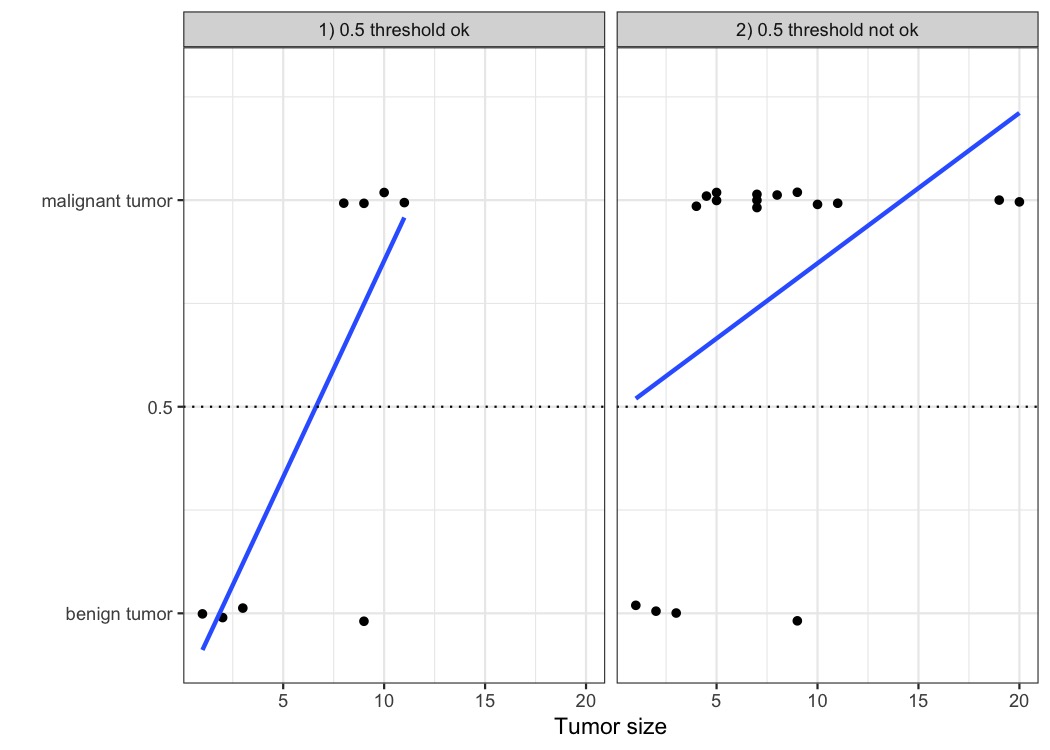 1) 0.5 threshold ok
2) 0.5 threshold not ok
malignant tumor
0.5
benign tumor
5 10 15 20
5 10 15 20
Tumor size